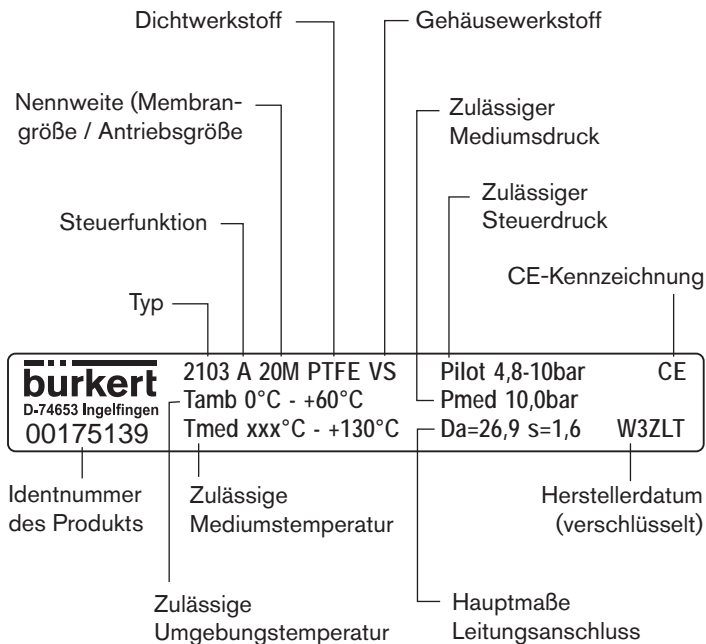 Dichtwerkstoff
Gehäusewerkstoff
Nennweite (Membran-
größe / Antriebsgröße
Zulässiger
Mediumsdruck
Steuerfunktion
Zulässiger
Steuerdruck
Typ
CE-Kennzeichnung
bürkert
D-74653 Ingelfingen
00175139
2103 A 20M PTFE VS
Tamb 0°C - +60°C
Tmed xxx°C - +130°C
Pilot 4,8-10bar
CE
Pmed 10,0bar
Da=26,9 s=1,6
W3ZLT
Identnummer
des Produkts
Zulässige
Mediumstemperatur
Herstellerdatum
(verschlüsselt)
Zulässige
Umgebungstemperatur
Hauptmaße
Leitungsanschluss